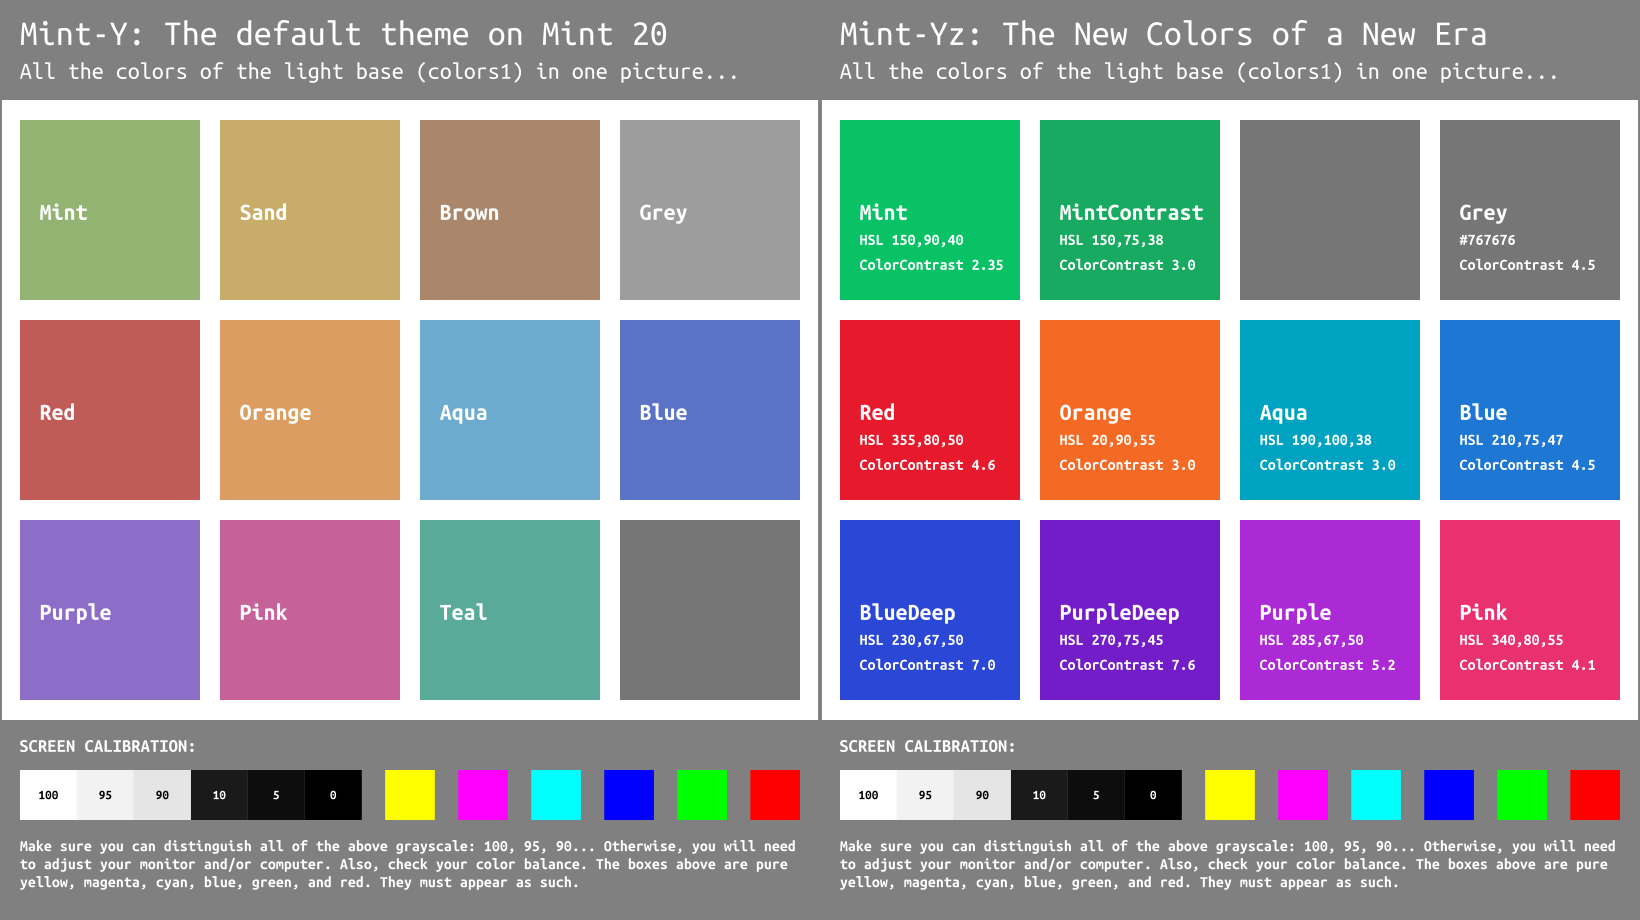 Mint-Y: The default theme on Mint 20
All the colors of the light base (colors1) in one picture...
Mint
Sand
Brown
Grey
Red
Orange
Aqua
Blue
Purple
Pink
Teal
SCREEN CALIBRATION:
100 95 90 10 5 0
Make sure you can distinguish all of the above grayscale: 100, 95, 90... Otherwise, you will need
to adjust your monitor and/or computer. Also, check your color balance. The boxes above are pure
yellow, magenta, cyan, blue, green, and red. They must appear as such.
Mint-Yz: The New Colors of a New Era
All the colors of the light base (colors1) in one picture...
Mint
HSL 150,90,40
ColorContrast 2.35
MintContrast
HSL 150,75,38
ColorContrast 3.0
Grey
#767676
ColorContrast 4.5
Red
HSL 355,80,50
ColorContrast 4.6
Orange
HSL 20,90,55
ColorContrast 3.0
Aqua
HSL 190,100,38
ColorContrast 3.0
Blue
HSL 210,75,47
ColorContrast 4.5
BlueDeep
HSL 230,67,50
ColorContrast 7.0
PurpleDeep
HSL 270,75,45
ColorContrast 7.6
Purple
HSL 285,67,50
ColorContrast 5.2
Pink
HSL 340,80,55
ColorContrast 4.1
SCREEN CALIBRATION:
100 95 90 10 5 0
Make sure you can distinguish all of the above grayscale: 100, 95, 90... Otherwise, you will need
to adjust your monitor and/or computer. Also, check your color balance. The boxes above are pure
yellow, magenta, cyan, blue, green, and red. They must appear as such.